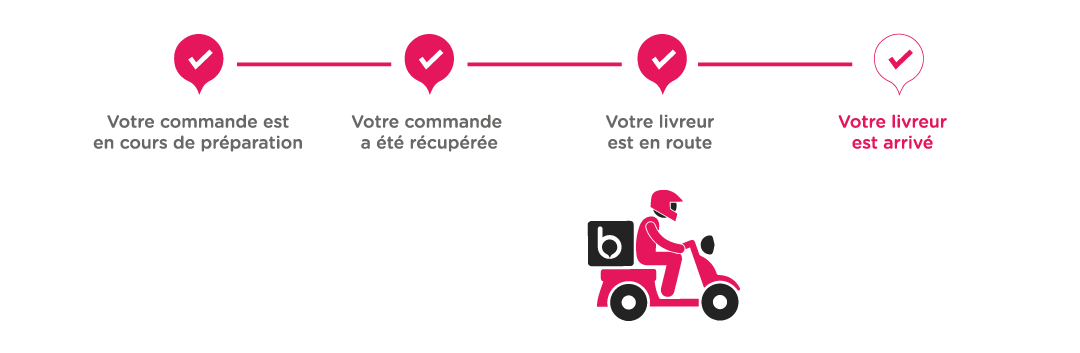 Votre commande est
en cours de préparation
Votre commande
a été récupérée
Votre livreur
est en route
Votre livreur
est arrivé
b